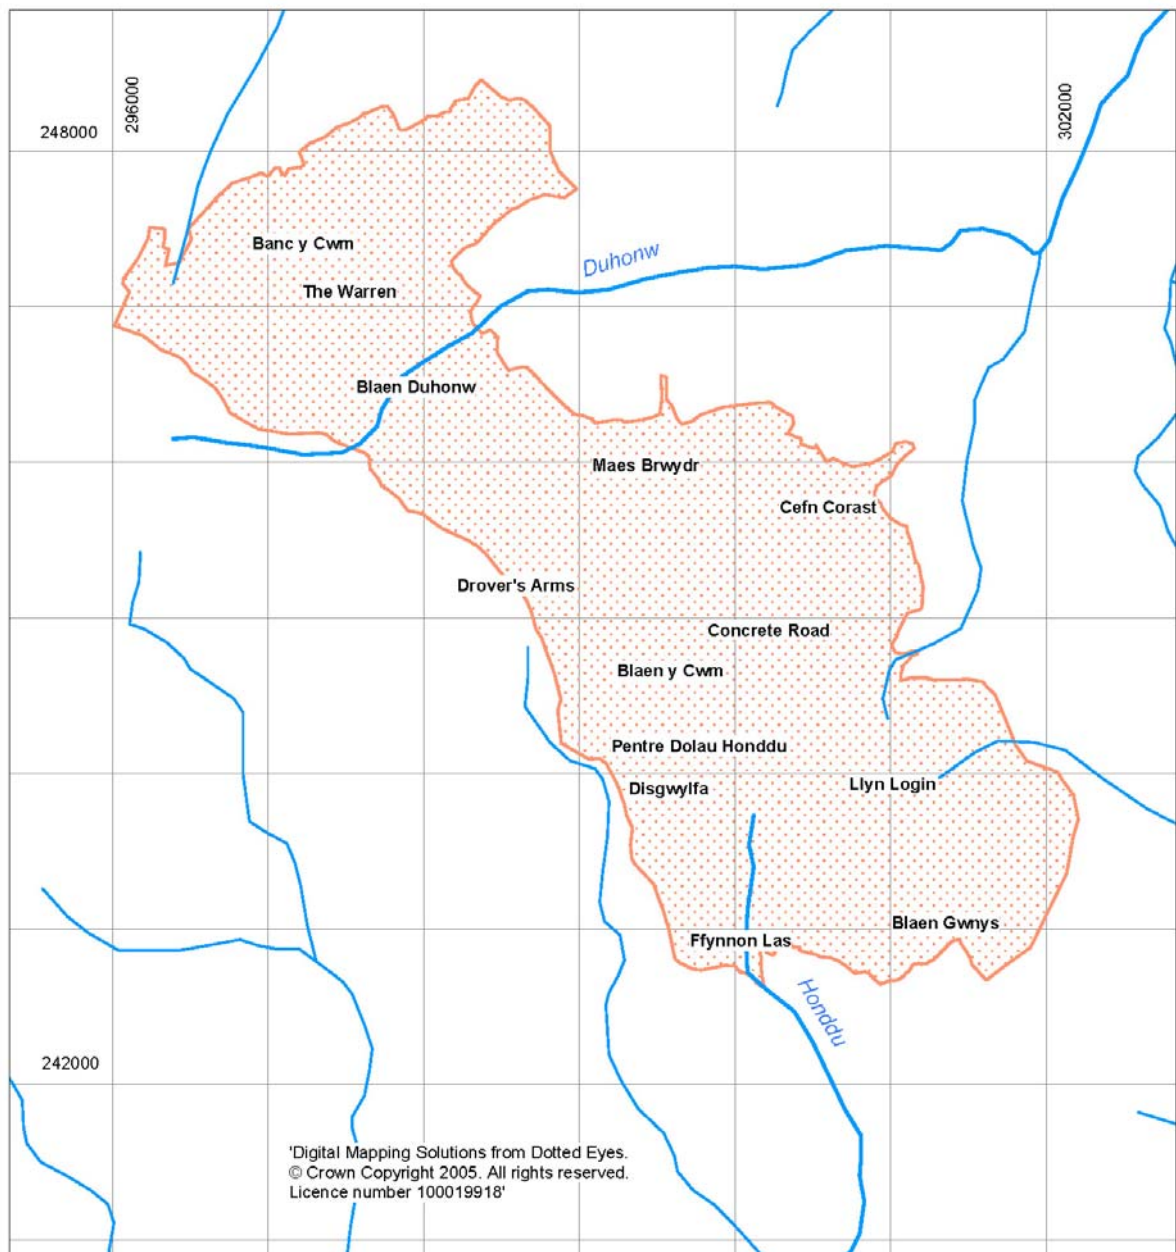 296000
302000
248000
Banc y Cwm
Duhonw
The Warren
Blaen Duhonw
Maes Brwydr
Cefn Corast
Drover's Arms
Concrete Road
Blaen y Cwm
Pentre Dolau Honddu
Disgwylfa
Llyn Login
Blaen Gwnys
Ffynnon Las
Honddu
242000
'Digital Mapping Solutions from Dotted Eyes.
© Crown Copyright 2005. All rights reserved.
Licence number 100019918'